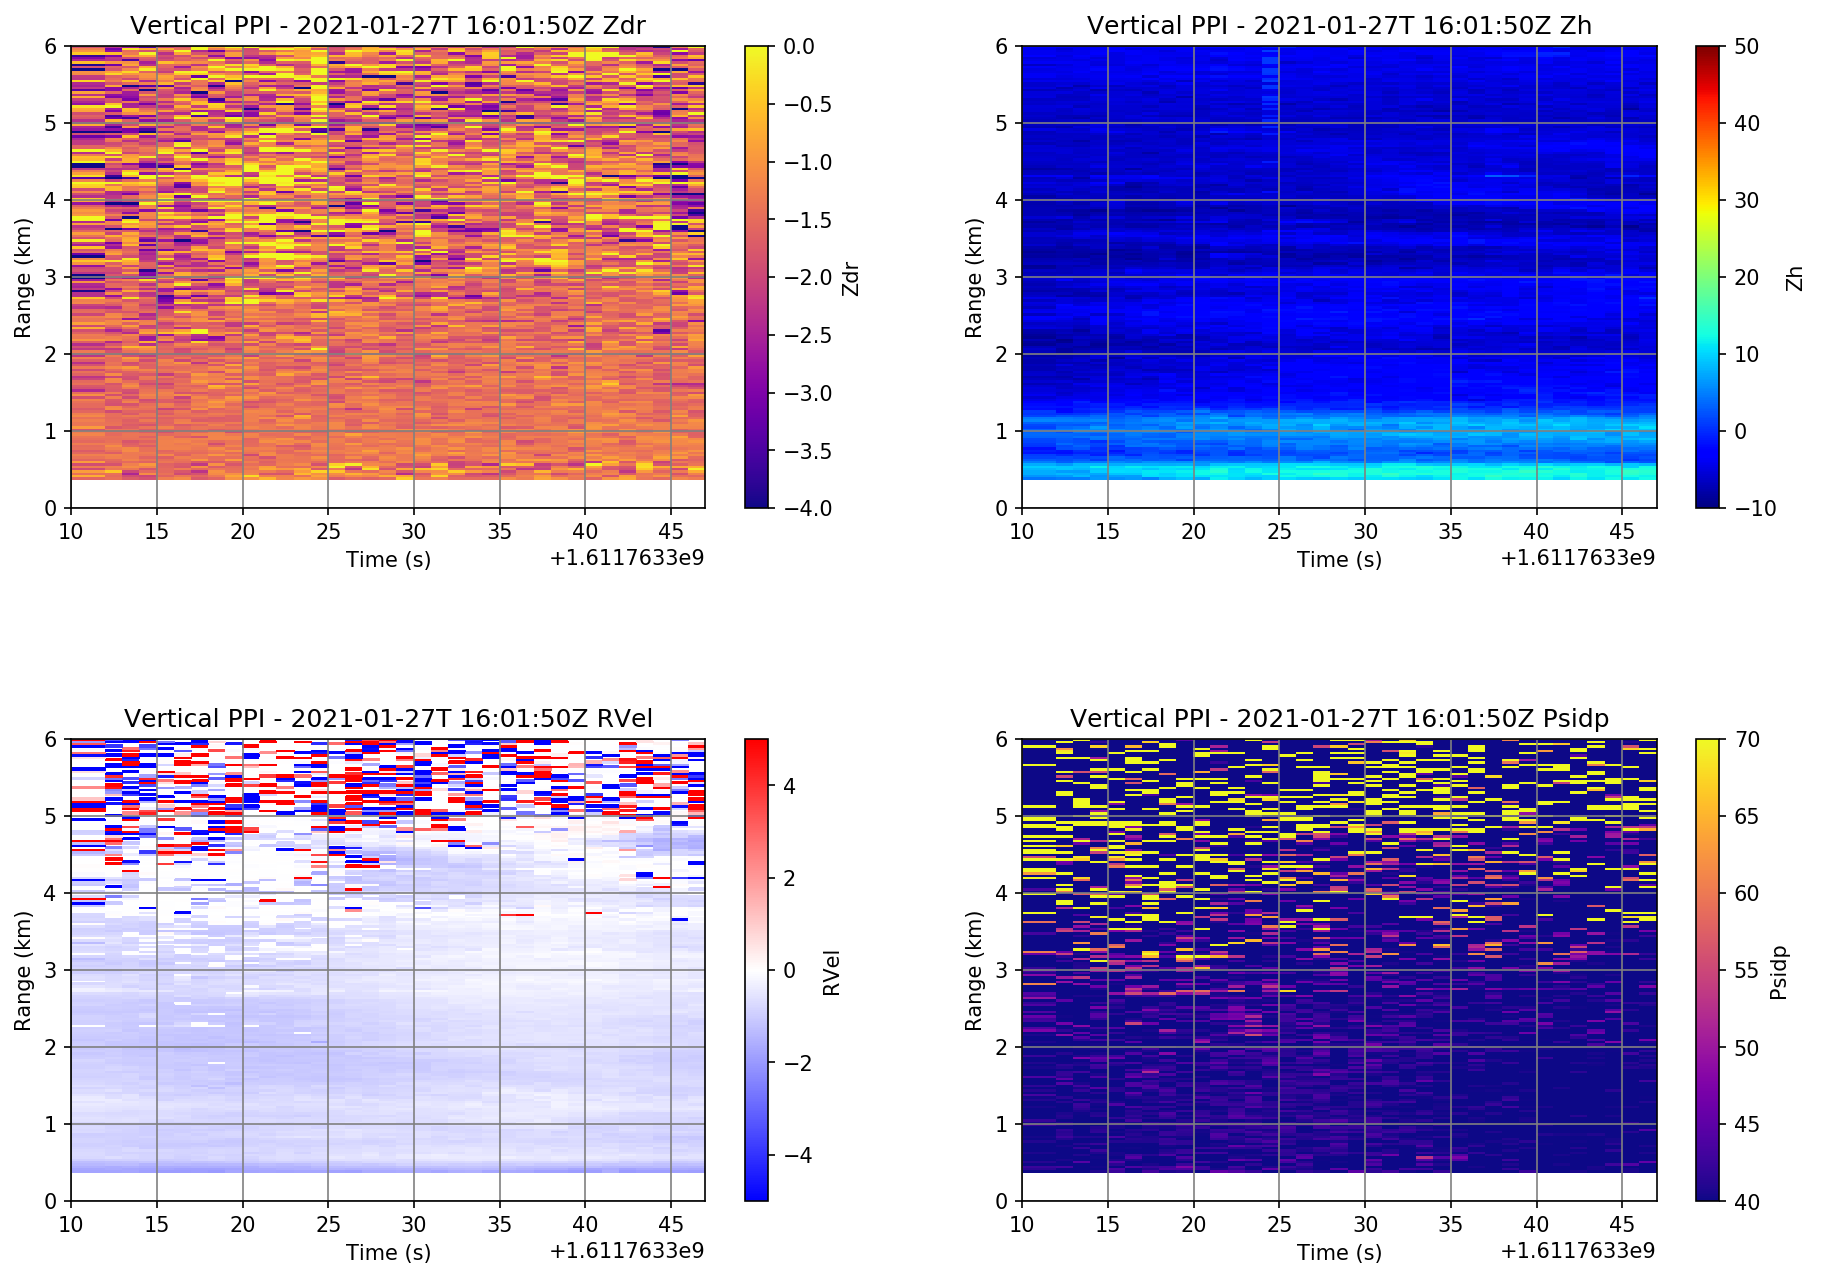 Vertical PPI - 2021-01-27T 16:01:50Z Zdr
6
5
4
3
2
1
0
Range (km)
10 15 20 25 30 35 40 45
Time (s)
+1.6117633e9
0.0
−0.5
−1.0
−1.5
−2.0
−2.5
−3.0
−3.5
−4.0
Zdr
Vertical PPI - 2021-01-27T 16:01:50Z Zh
6
5
4
3
2
1
0
Range (km)
10 15 20 25 30 35 40 45
Time (s)
+1.6117633e9
50
40
30
20
10
0
−10
Zh
Vertical PPI - 2021-01-27T 16:01:50Z RVel
6
5
4
3
2
1
0
Range (km)
10 15 20 25 30 35 40 45
Time (s)
+1.6117633e9
4
2
0
−2
−4
RVel
Vertical PPI - 2021-01-27T 16:01:50Z Psidp
6
5
4
3
2
1
0
Range (km)
10 15 20 25 30 35 40 45
Time (s)
+1.6117633e9
70
65
60
55
50
45
40
Psidp